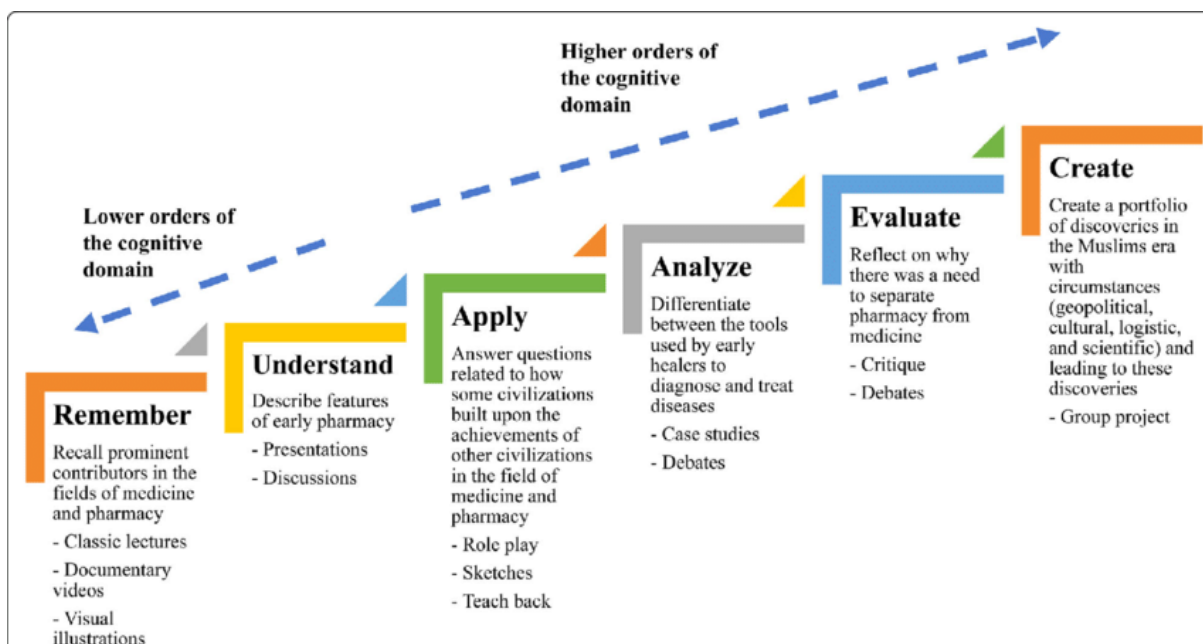 Higher orders of
the cognitive
domain
Lower orders of
the cognitive
domain
Remember
Recall prominent
contributors in the
fields of medicine
and pharmacy
- Classic lectures
- Documentary
videos
- Visual
illustrations
Understand
Describe features
of early pharmacy
- Presentations
- Discussions
Apply
Answer questions
related to how
some civilizations
built upon the
achievements of
other civilizations
in the field of
medicine and
pharmacy
- Role play
- Sketches
- Teach back
Analyze
Differentiate
between the tools
used by early
healers to
diagnose and treat
diseases
- Case studies
- Debates
Evaluate
Reflect on why
there was a need
to separate
pharmacy from
medicine
- Critique
- Debates
Create
Create a portfolio
of discoveries in
the Muslims era
with
circumstances
(geopolitical,
cultural, logistic,
and scientific) and
leading to these
discoveries
- Group project